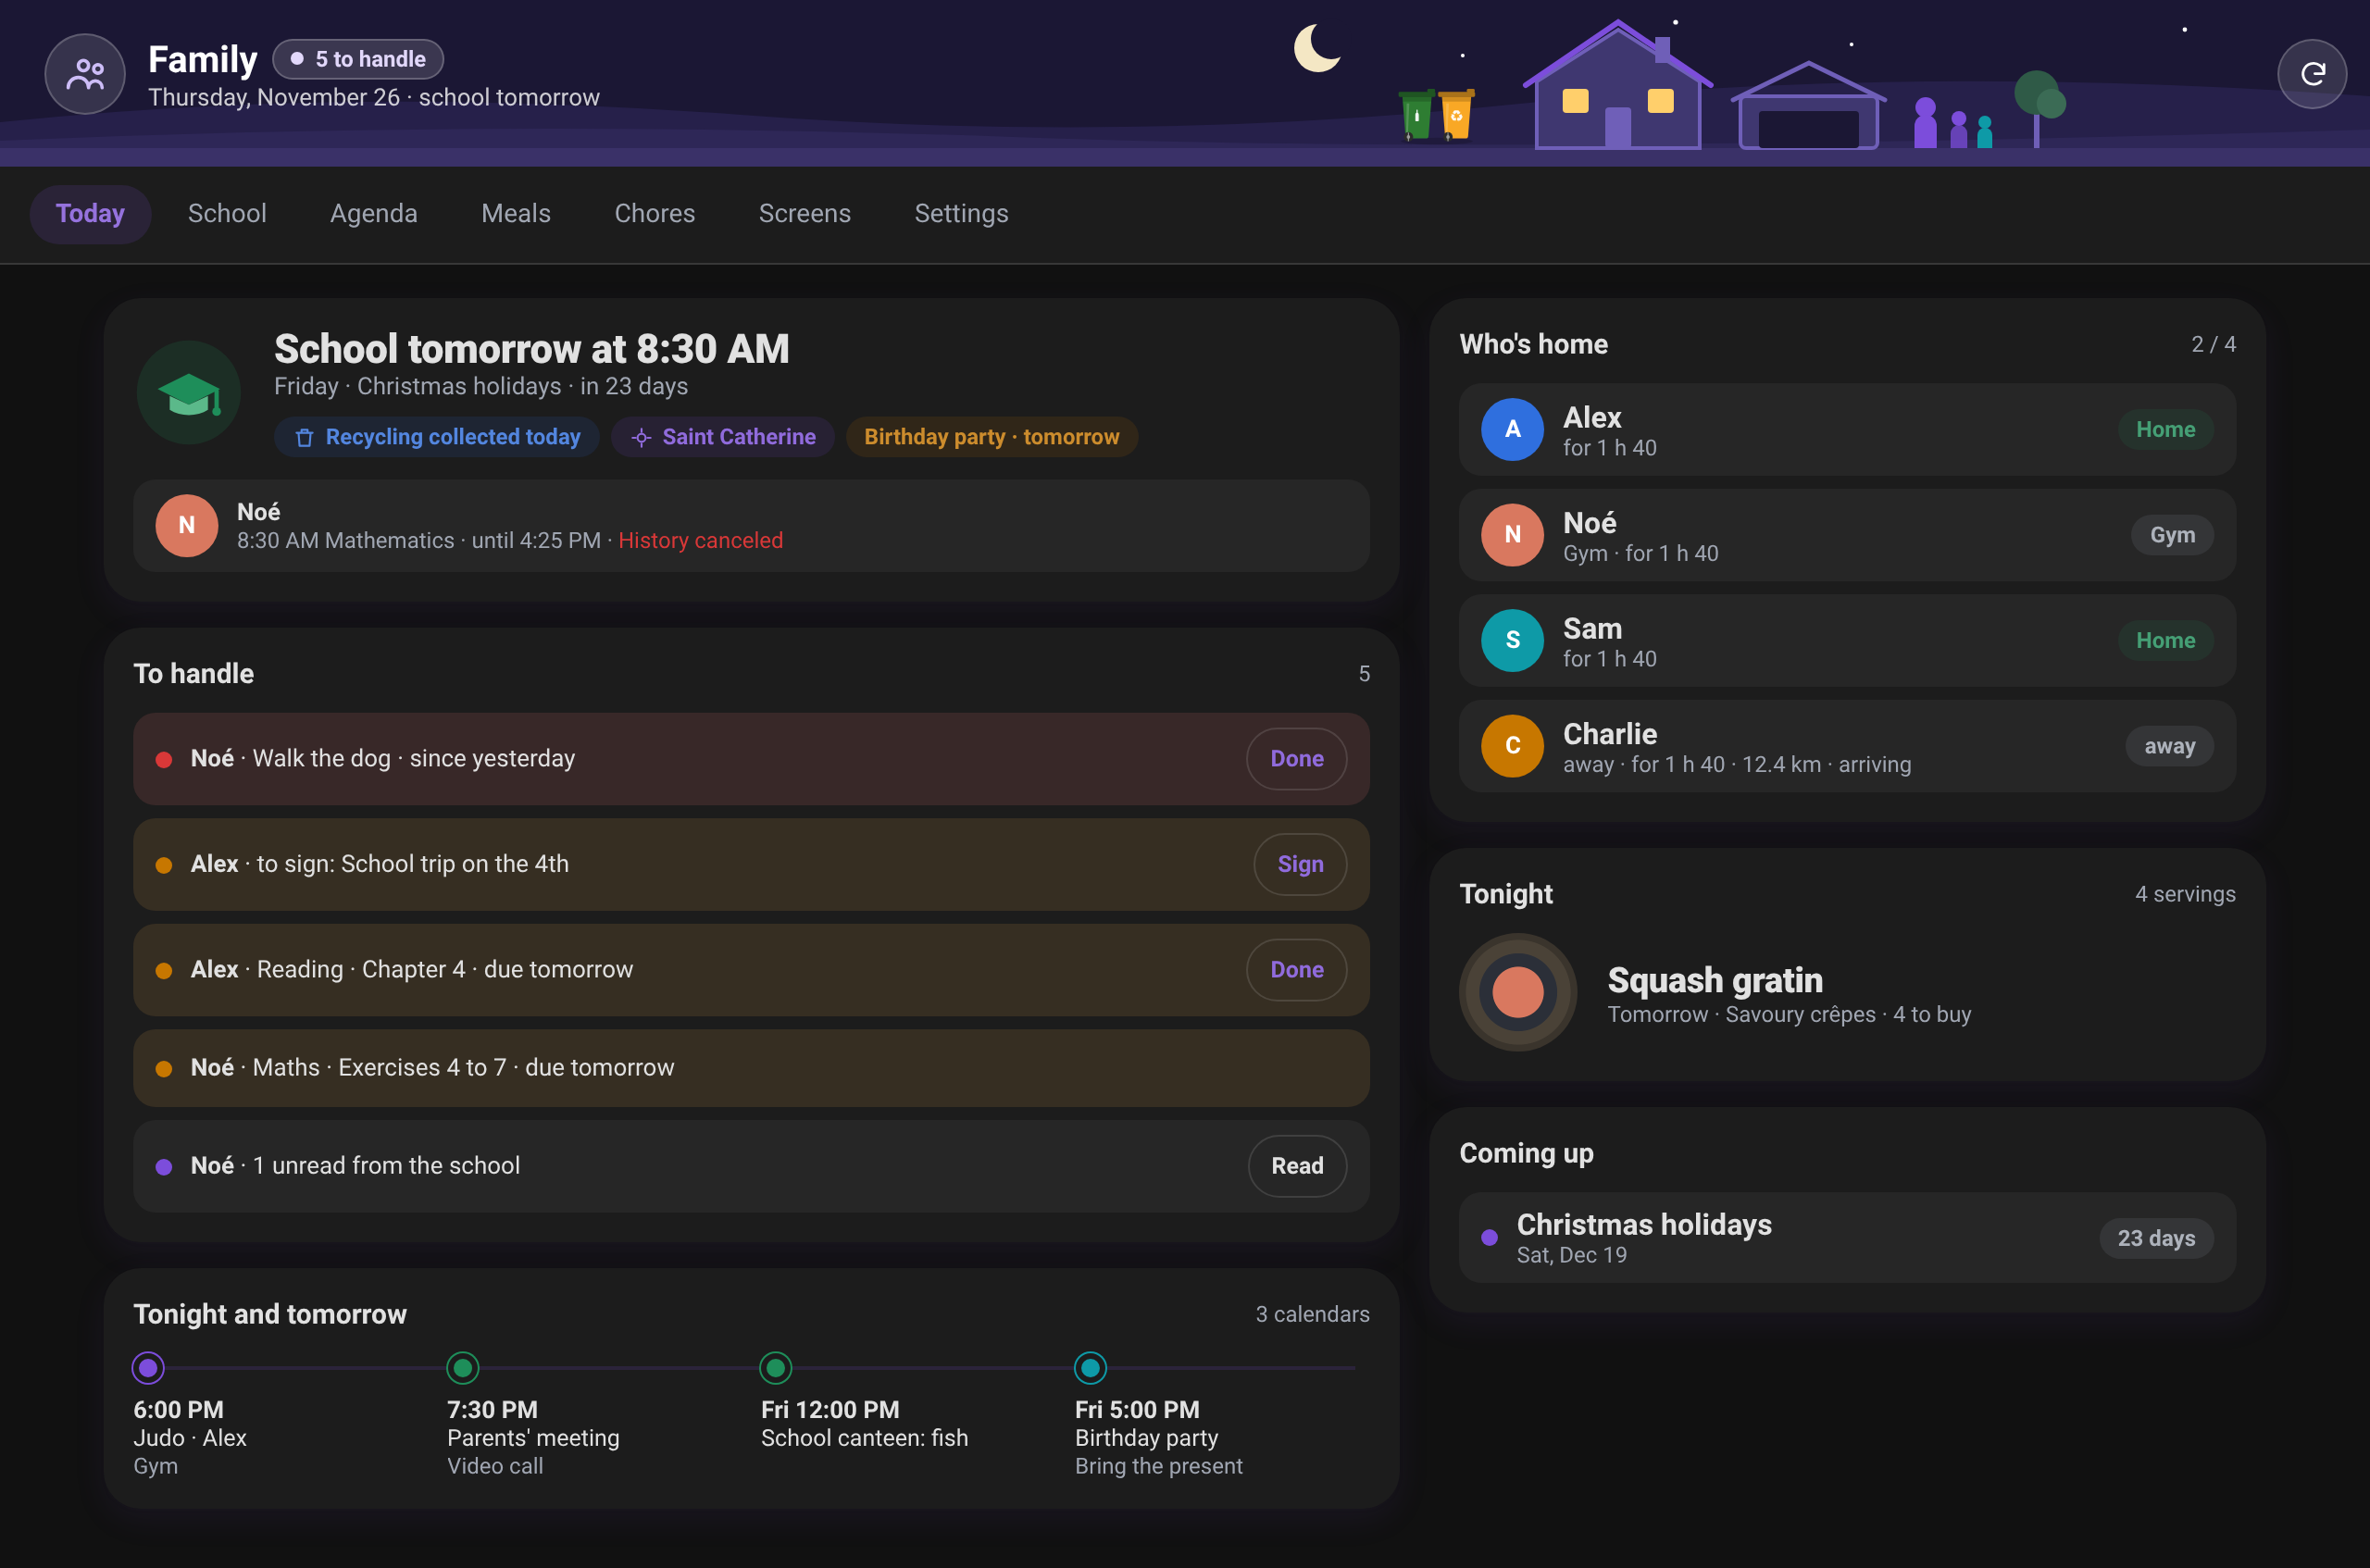 Family
5 to handle
Thursday, November 26 · school tomorrow
Today
School
Agenda
Meals
Chores
Screens
Settings
School tomorrow at 8:30 AM
Friday · Christmas holidays · in 23 days
Recycling collected today
Saint Catherine
Birthday party · tomorrow
N
Noé
8:30 AM Mathematics · until 4:25 PM · History canceled
To handle
5
Noé · Walk the dog · since yesterday
Done
Alex · to sign: School trip on the 4th
Sign
Alex · Reading · Chapter 4 · due tomorrow
Done
Noé · Maths · Exercises 4 to 7 · due tomorrow
Noé · 1 unread from the school
Read
Tonight and tomorrow
3 calendars
6:00 PM
Judo · Alex
Gym
7:30 PM
Parents' meeting
Video call
Fri 12:00 PM
School canteen: fish
Fri 5:00 PM
Birthday party
Bring the present
Who's home
2 / 4
A
Alex
for 1 h 40
Home
N
Noé
Gym · for 1 h 40
Gym
S
Sam
for 1 h 40
Home
C
Charlie
away · for 1 h 40 · 12.4 km · arriving
away
Tonight
4 servings
Squash gratin
Tomorrow · Savoury crêpes · 4 to buy
Coming up
Christmas holidays
Sat, Dec 19
23 days